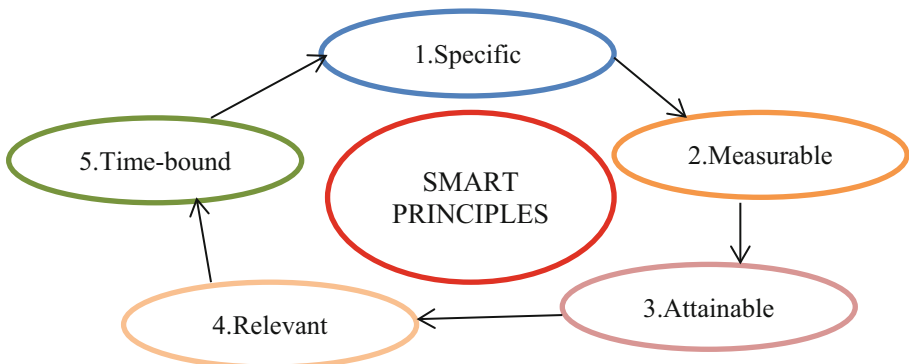 1.Specific
2.Measurable
3.Attainable
4.Relevant
5.Time-bound
SMART
PRINCIPLES